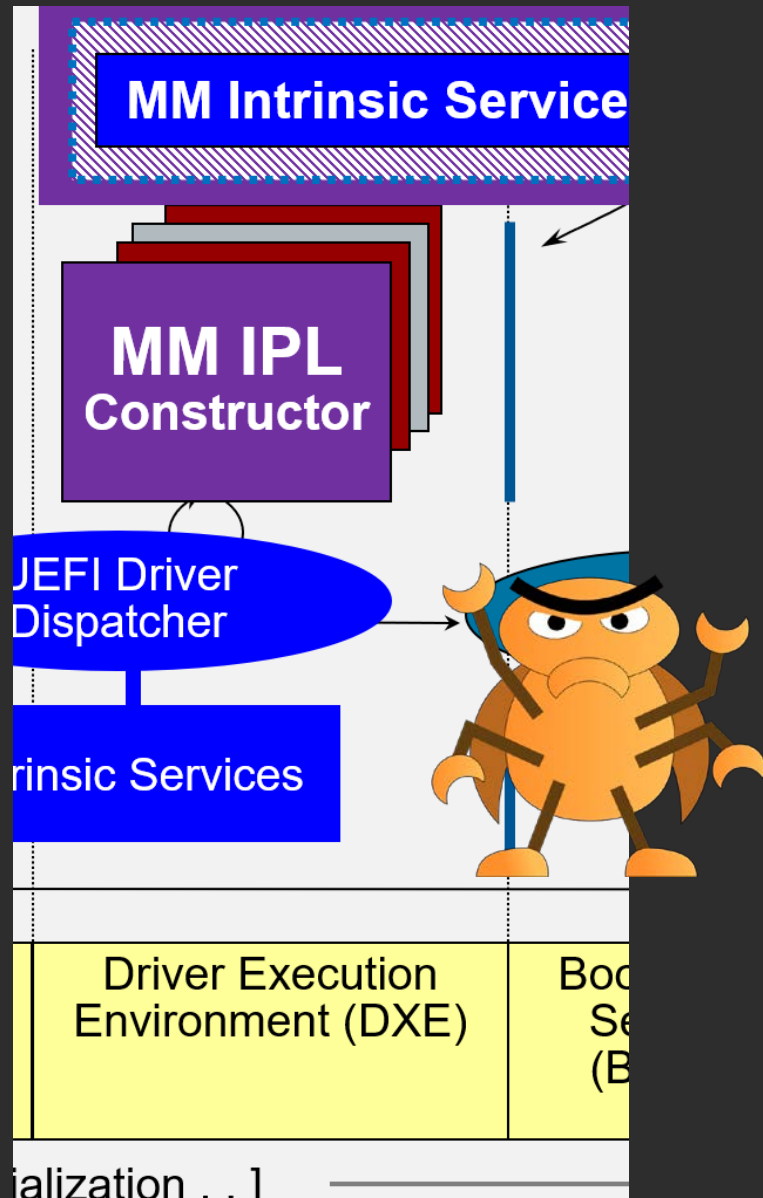 MM Intrinsic Service
MM IPL
Constructor
UEFI Driver
Dispatcher
rinsic Services
Driver Execution
Environment (DXE)
Boo
Se
(B
ialization . . ]